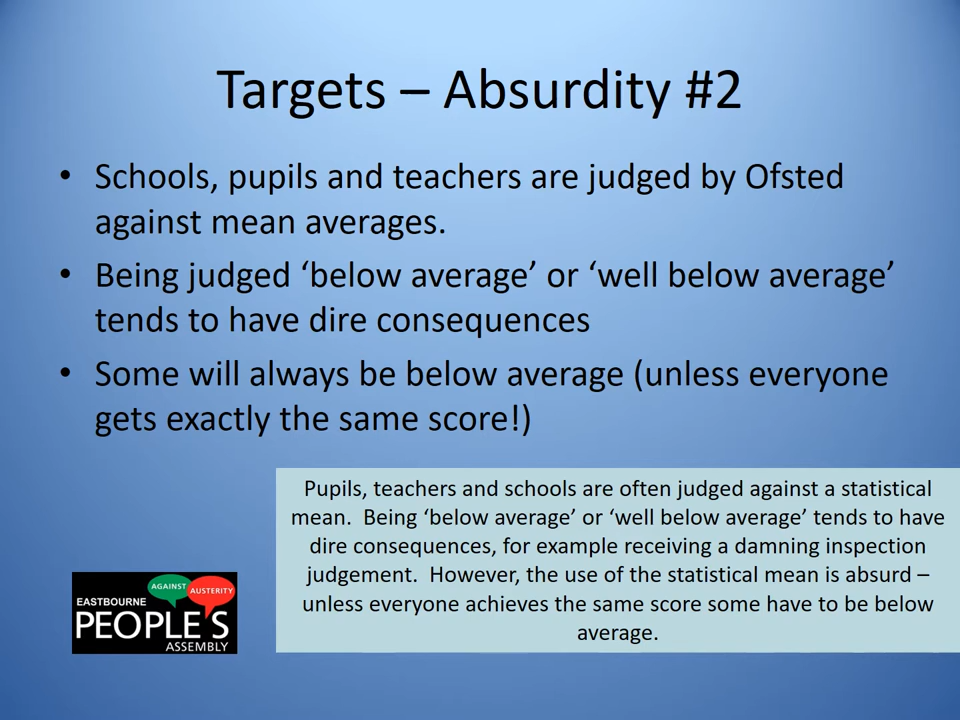 Targets – Absurdity #2
• Schools, pupils and teachers are judged by Ofsted
against mean averages.
• Being judged ‘below average’ or ‘well below average’
tends to have dire consequences
• Some will always be below average (unless everyone
gets exactly the same score!)
Pupils, teachers and schools are often judged against a statistical
mean.  Being ‘below average’ or ‘well below average’ tends to have
dire consequences, for example receiving a damning inspection
judgement.  However, the use of the statistical mean is absurd –
unless everyone achieves the same score some have to be below
average.
AGAINST
AUSTERITY
EASTBOURNE
PEOPLE'S
ASSEMBLY